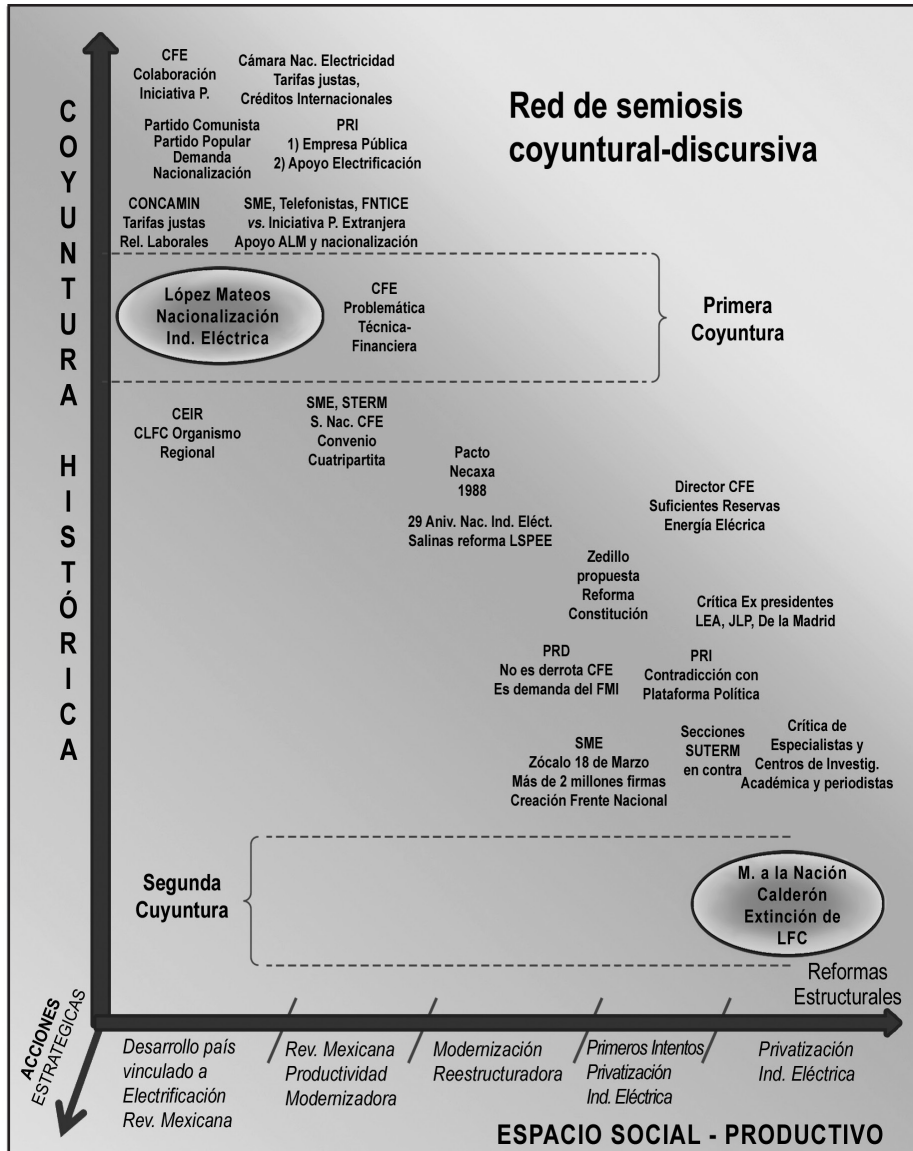 CFE
Colaboración
Iniciativa P.
Cámara Nac. Electricidad
Tarifas justas,
Créditos Internacionales
Red de semiosis
coyuntural-discursiva
Partido Comunista
Partido Popular
Demanda
Nacionalización
PRI
1) Empresa Pública
2) Apoyo Electrificación
CONCAMIN
Tarifas justas
Rel. Laborales
SME, Telefonistas, FNTICE
vs. Iniciativa P. Extranjera
Apoyo ALM y nacionalización
López Mateos
Nacionalización
Ind. Eléctrica
CFE
Problemática
Técnica-
Financiera
Primera
Coyuntura
CEIR
CLFC Organismo
Regional
SME, STERM
S. Nac. CFE
Convenio
Cuatripartita
Pacto
Necaxa
1988
29 Aniv. Nac. Ind. Eléct.
Salinas reforma LSPEE
Director CFE
Suficientes Reservas
Energía Elécrica
Zedillo
propuesta
Reforma
Constitución
Crítica Ex presidentes
LEA, JLP, De la Madrid
PRD
No es derrota CFE
Es demanda del FMI
PRI
Contradicción con
Plataforma Política
SME
Zócalo 18 de Marzo
Más de 2 millones firmas
Creación Frente Nacional
Secciones
SUTERM
en contra
Crítica de
Especialistas y
Centros de Investig.
Académica y periodistas
Segunda
Cuyuntura
M. a la Nación
Calderón
Extinción de
LFC
Reformas
Estructurales
COYUNTURA HISTÓRICA
ACCIONES
ESTRATEGICAS
Desarrollo país
vinculado a
Electrificación
Rev. Mexicana
Rev. Mexicana
Productividad
Modernizadora
Modernización
Reestructuradora
Primeros Intentos
Privatización
Ind. Eléctrica
Privatización
Ind. Eléctrica
ESPACIO SOCIAL - PRODUCTIVO